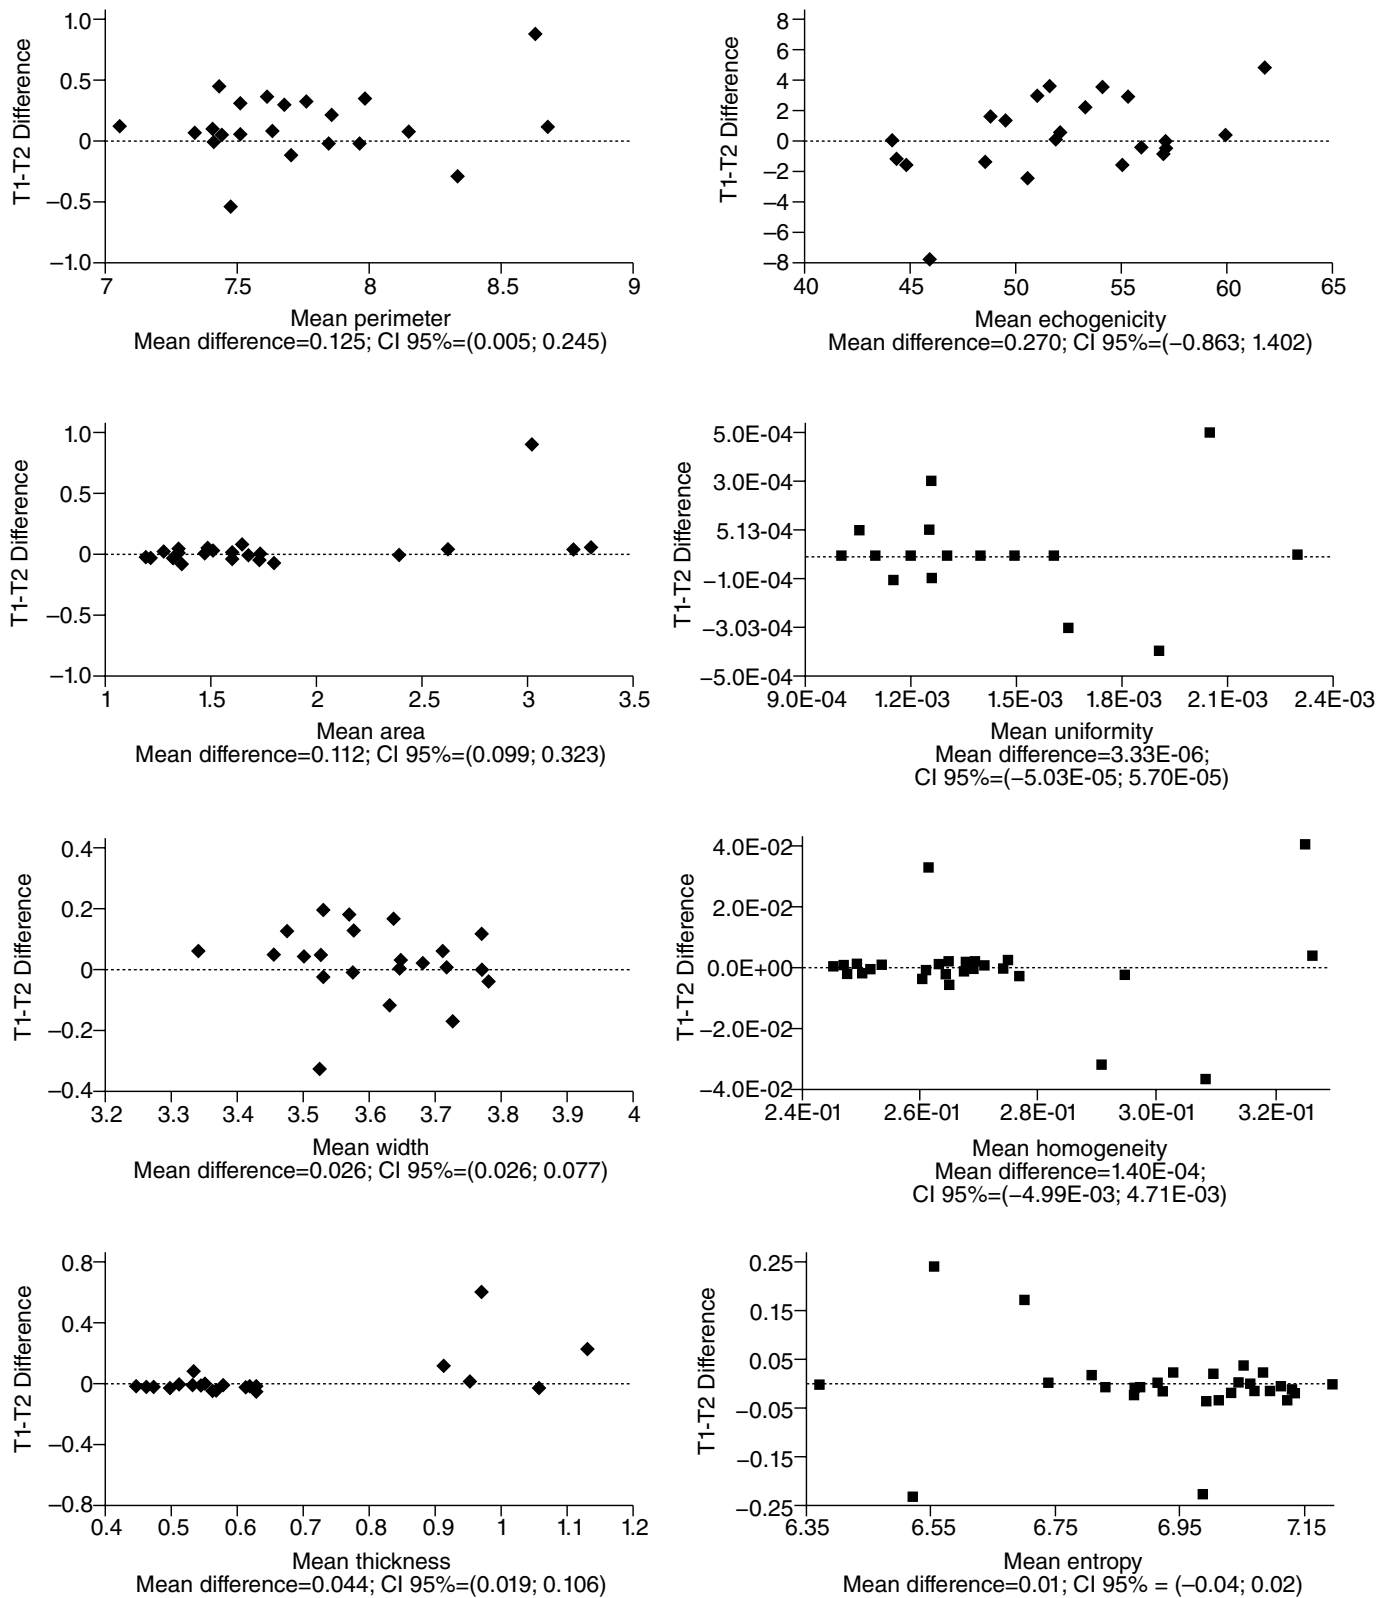 T1-T2 Difference
1.0
0.5
0
−0.5
−1.0
7 7.5 8 8.5 9
Mean perimeter
Mean difference=0.125; CI 95%=(0.005; 0.245)
T1-T2 Difference
8
6
4
2
0
−2
−4
−6
−8
40 45 50 55 60 65
Mean echogenicity
Mean difference=0.270; CI 95%=(−0.863; 1.402)
T1-T2 Difference
1.0
0.5
0
−0.5
−1.0
1 1.5 2 2.5 3 3.5
Mean area
Mean difference=0.112; CI 95%=(0.099; 0.323)
T1-T2 Difference
5.0E-04
3.0E-04
5.13-04
−1.0E-04
−3.03-04
−5.0E-04
9.0E-04 1.2E-03 1.5E-03 1.8E-03 2.1E-03 2.4E-03
Mean uniformity
Mean difference=3.33E-06;
CI 95%=(−5.03E-05; 5.70E-05)
T1-T2 Difference
0.4
0.2
0
−0.2
−0.4
3.2 3.3 3.4 3.5 3.6 3.7 3.8 3.9 4
Mean width
Mean difference=0.026; CI 95%=(0.026; 0.077)
T1-T2 Difference
4.0E-02
2.0E-02
0.0E+00
−2.0E-02
−4.0E-02
2.4E-01 2.6E-01 2.8E-01 3.0E-01 3.2E-01
Mean homogeneity
Mean difference=1.40E-04;
CI 95%=(−4.99E-03; 4.71E-03)
T1-T2 Difference
0.8
0.4
0
−0.4
−0.8
0.4 0.5 0.6 0.7 0.8 0.9 1 1.1 1.2
Mean thickness
Mean difference=0.044; CI 95%=(0.019; 0.106)
T1-T2 Difference
0.25
0.15
0.05
−0.05
−0.15
−0.25
6.35 6.55 6.75 6.95 7.15
Mean entropy
Mean difference=0.01; CI 95% = (−0.04; 0.02)